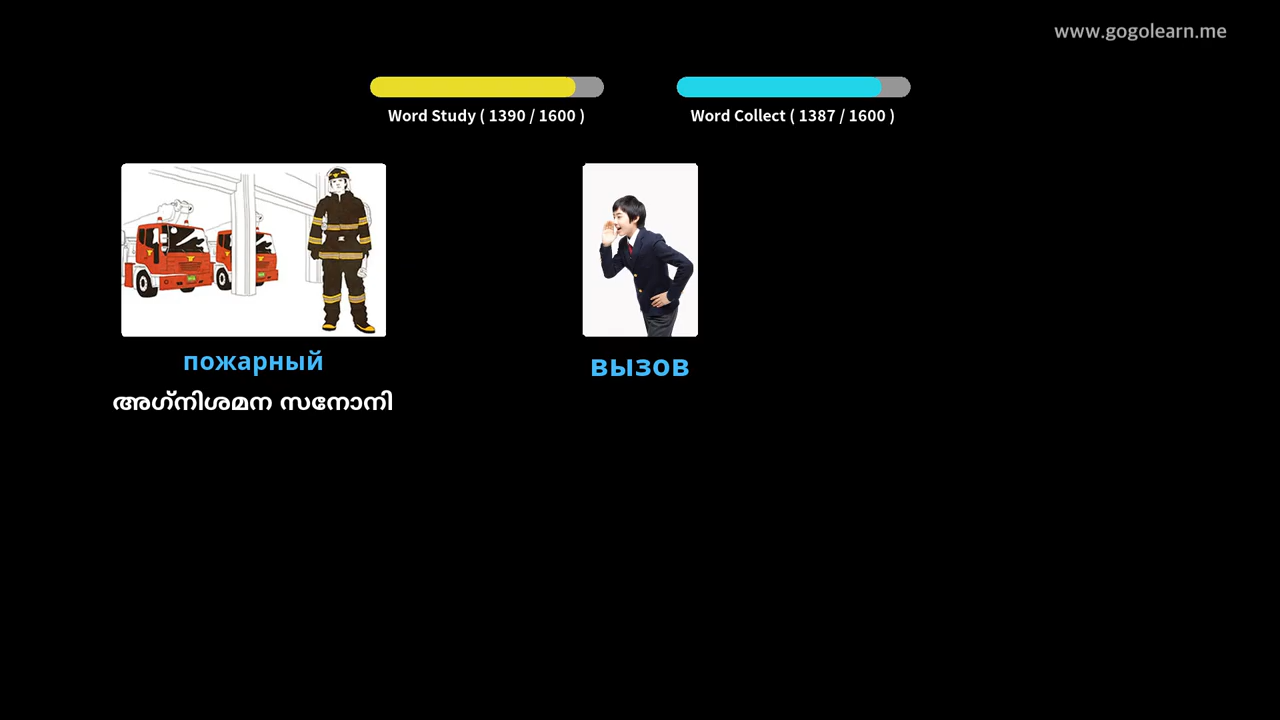 www.gogolearn.me
Word Study ( 1390 / 1600 )
Word Collect ( 1387 / 1600 )
пожарный
അഗ്നിശമന സനോനി
вызов